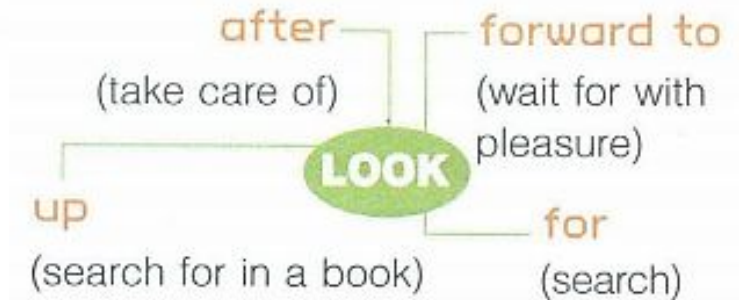 after
forward to
(take care of)
(wait for with
pleasure)
LOOK
up
for
(search for in a book)
(search)